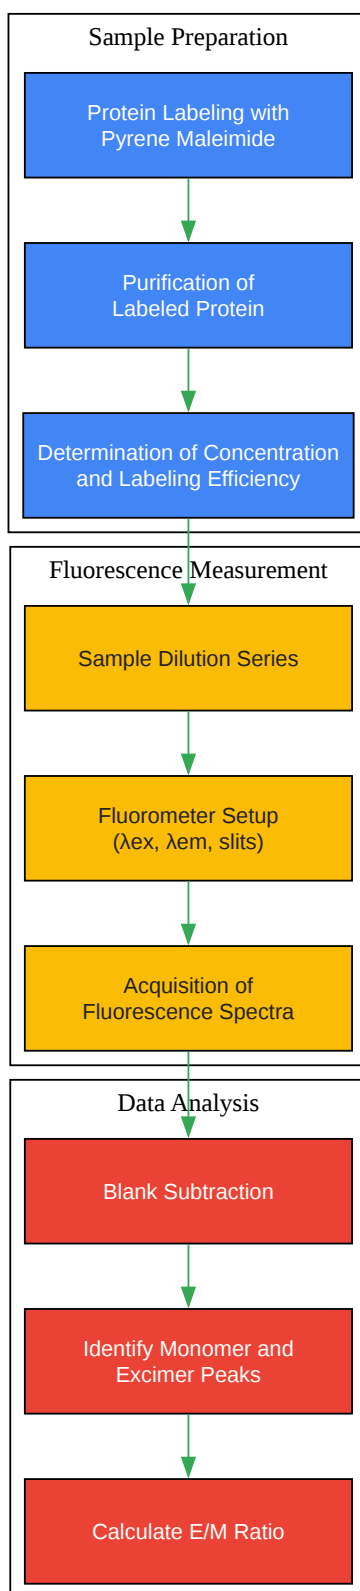 Sample Preparation
Protein Labeling with
Pyrene Maleimide
Purification of
Labeled Protein
Determination of Concentration
and Labeling Efficiency
Fluorescence Measurement
Sample Dilution Series
Fluorometer Setup
(λex, λem, slits)
Acquisition of
Fluorescence Spectra
Data Analysis
Blank Subtraction
Identify Monomer and
Excimer Peaks
Calculate E/M Ratio